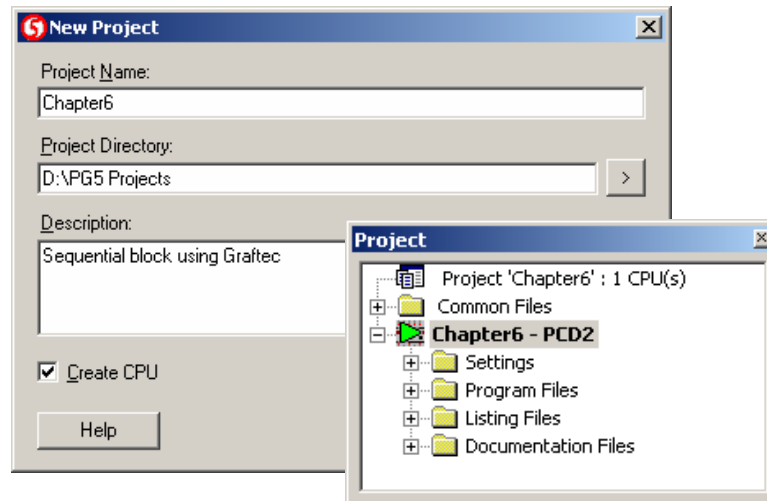 New Project
Project Name:
Chapter6
Project Directory:
D:\PG5 Projects
>
Description:
Sequential block using Graftec
Create CPU
Help
Project
Project 'Chapter6' : 1 CPU(s)
Common Files
Chapter6 - PCD2
Settings
Program Files
Listing Files
Documentation Files